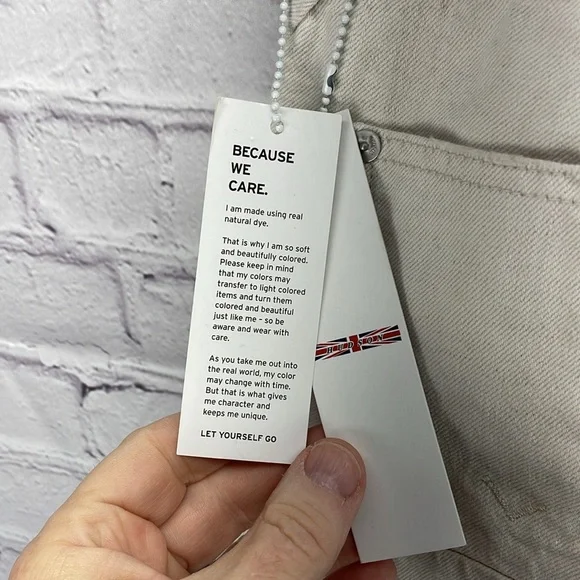 BECAUSE
WE
CARE.
I am made using real
natural dye.
That is why I am so soft
and beautifully colored.
Please keep in mind
that my colors may
transfer to light colored
items and turn them
colored and beautiful
just like me – so be
aware and wear with
care.
As you take me out into
the real world, my color
may change with time.
But that is what gives
me character and
keeps me unique.
LET YOURSELF GO
HUDSON